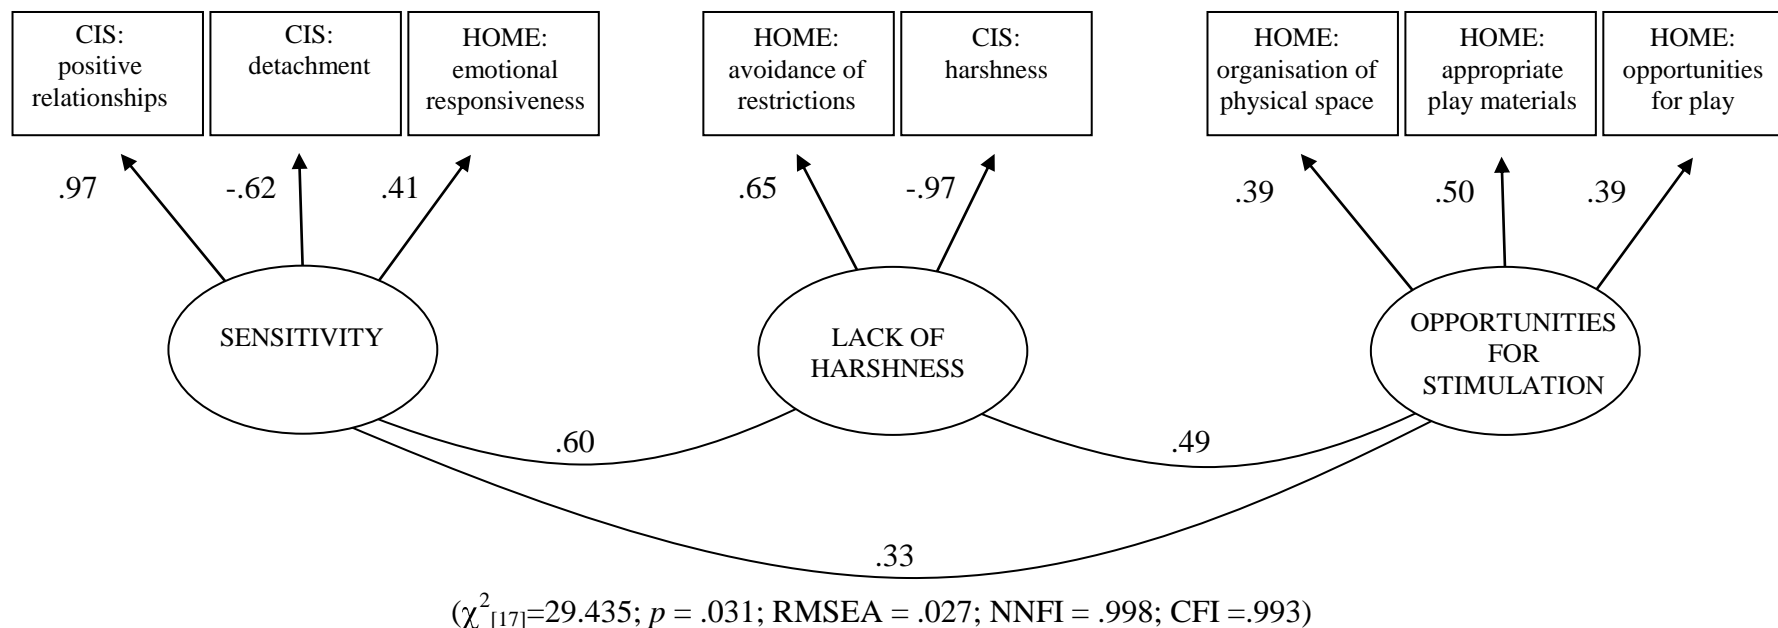 CIS:
positive
relationships
CIS:
detachment
HOME:
emotional
responsiveness
HOME:
avoidance of
restrictions
CIS:
harshness
HOME:
organisation of
physical space
HOME:
appropriate
play materials
HOME:
opportunities
for play
.97
-.62
.41
.65
-.97
.39
.50
.39
SENSITIVITY
LACK OF
HARSHNESS
OPPORTUNITIES
FOR
STIMULATION
.60
.49
.33
(χ²[17]=29.435; p = .031; RMSEA = .027; NNFI = .998; CFI =.993)